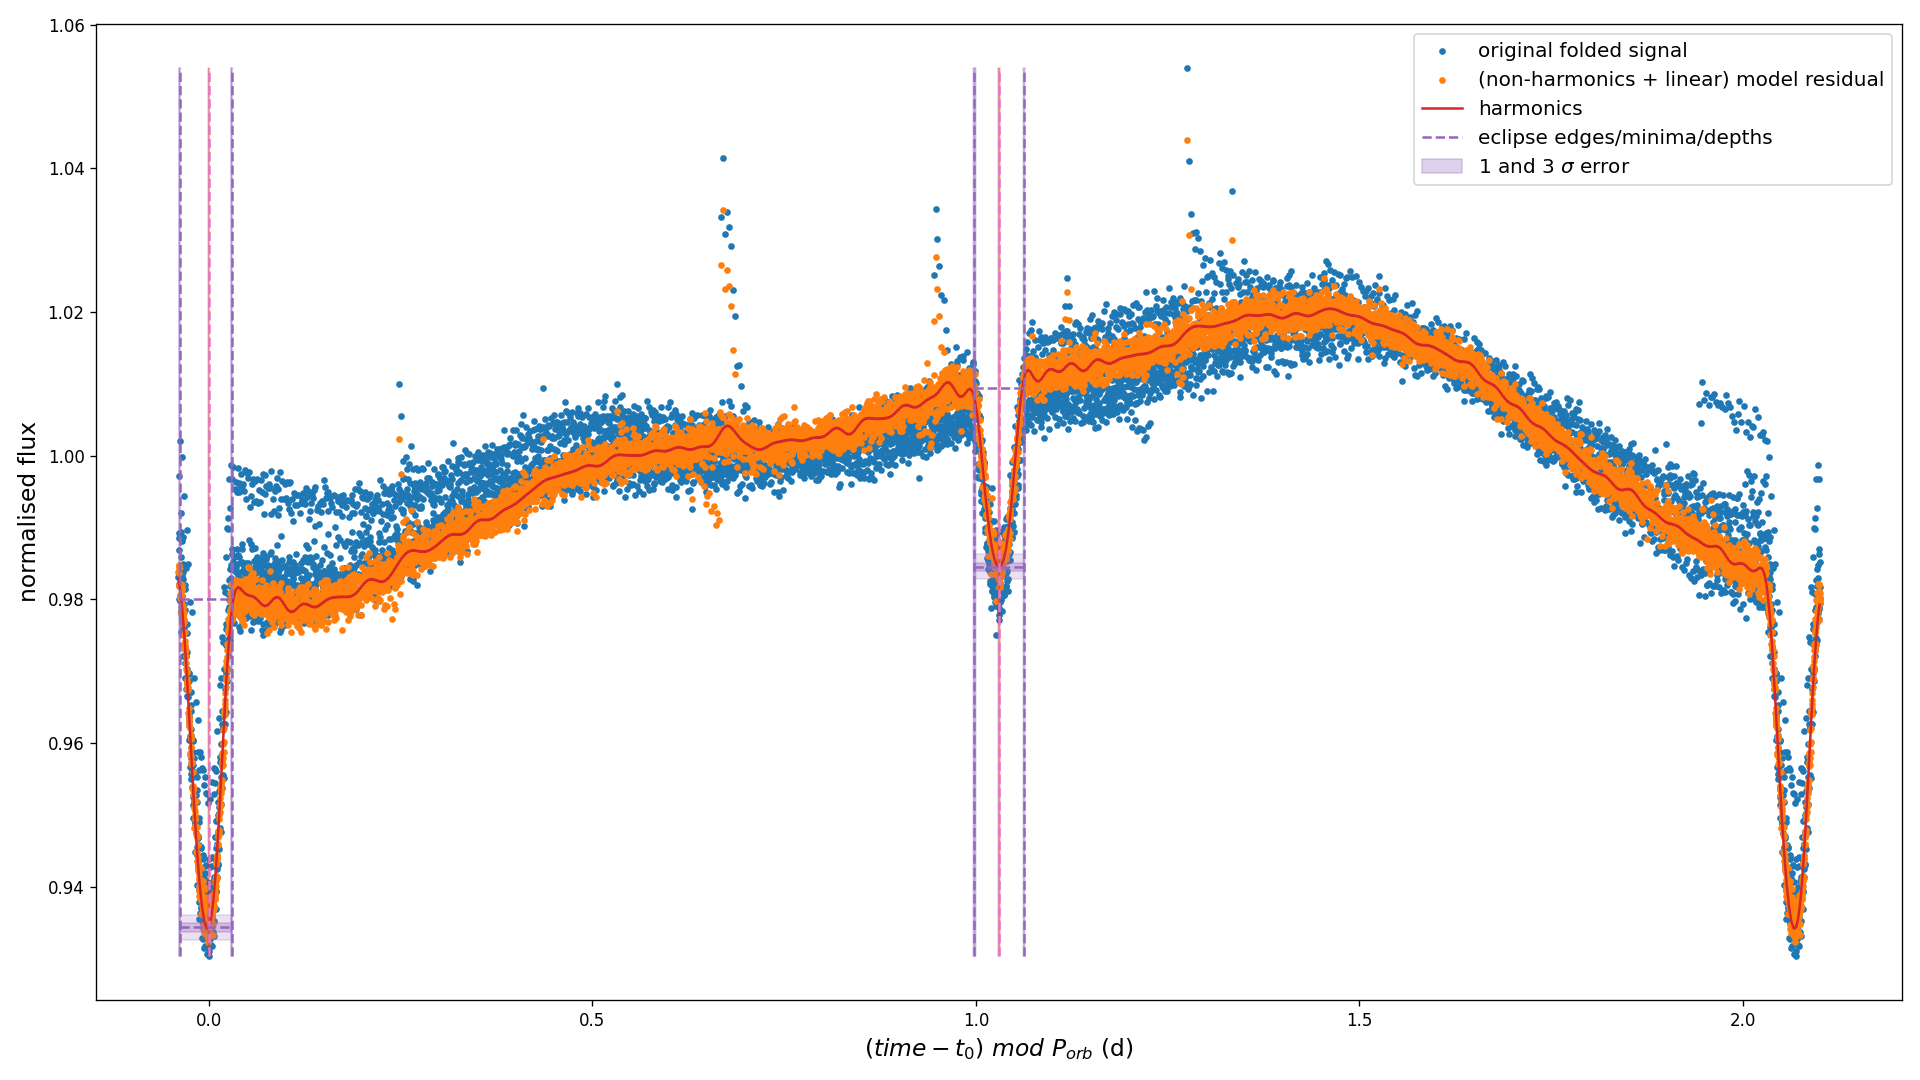 1.06
1.04
1.02
1.00
0.98
0.96
0.94
normalised flux
original folded signal
(non-harmonics + linear) model residual
harmonics
eclipse edges/minima/depths
1 and 3 σ error
0.0 0.5 1.0 1.5 2.0
(time − t₀) mod Pₒᵣb (d)